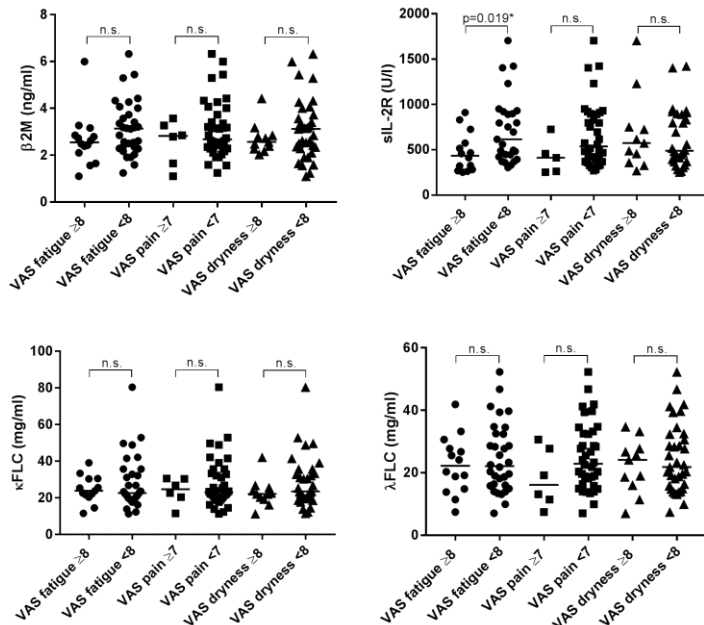 n.s. n.s. n.s.
8
6
4
2
0
β2M (ng/ml)
VAS fatigue ≥8
VAS fatigue <8
VAS pain ≥7
VAS pain <7
VAS dryness ≥8
VAS dryness <8
p=0.019* n.s. n.s.
2000
1500
1000
500
0
sIL-2R (U/l)
VAS fatigue ≥8
VAS fatigue <8
VAS pain ≥7
VAS pain <7
VAS dryness ≥8
VAS dryness <8
n.s. n.s. n.s.
100
80
60
40
20
0
κFLC (mg/ml)
VAS fatigue ≥8
VAS fatigue <8
VAS pain ≥7
VAS pain <7
VAS dryness ≥8
VAS dryness <8
n.s. n.s. n.s.
60
40
20
0
λFLC (mg/ml)
VAS fatigue ≥8
VAS fatigue <8
VAS pain ≥7
VAS pain <7
VAS dryness ≥8
VAS dryness <8